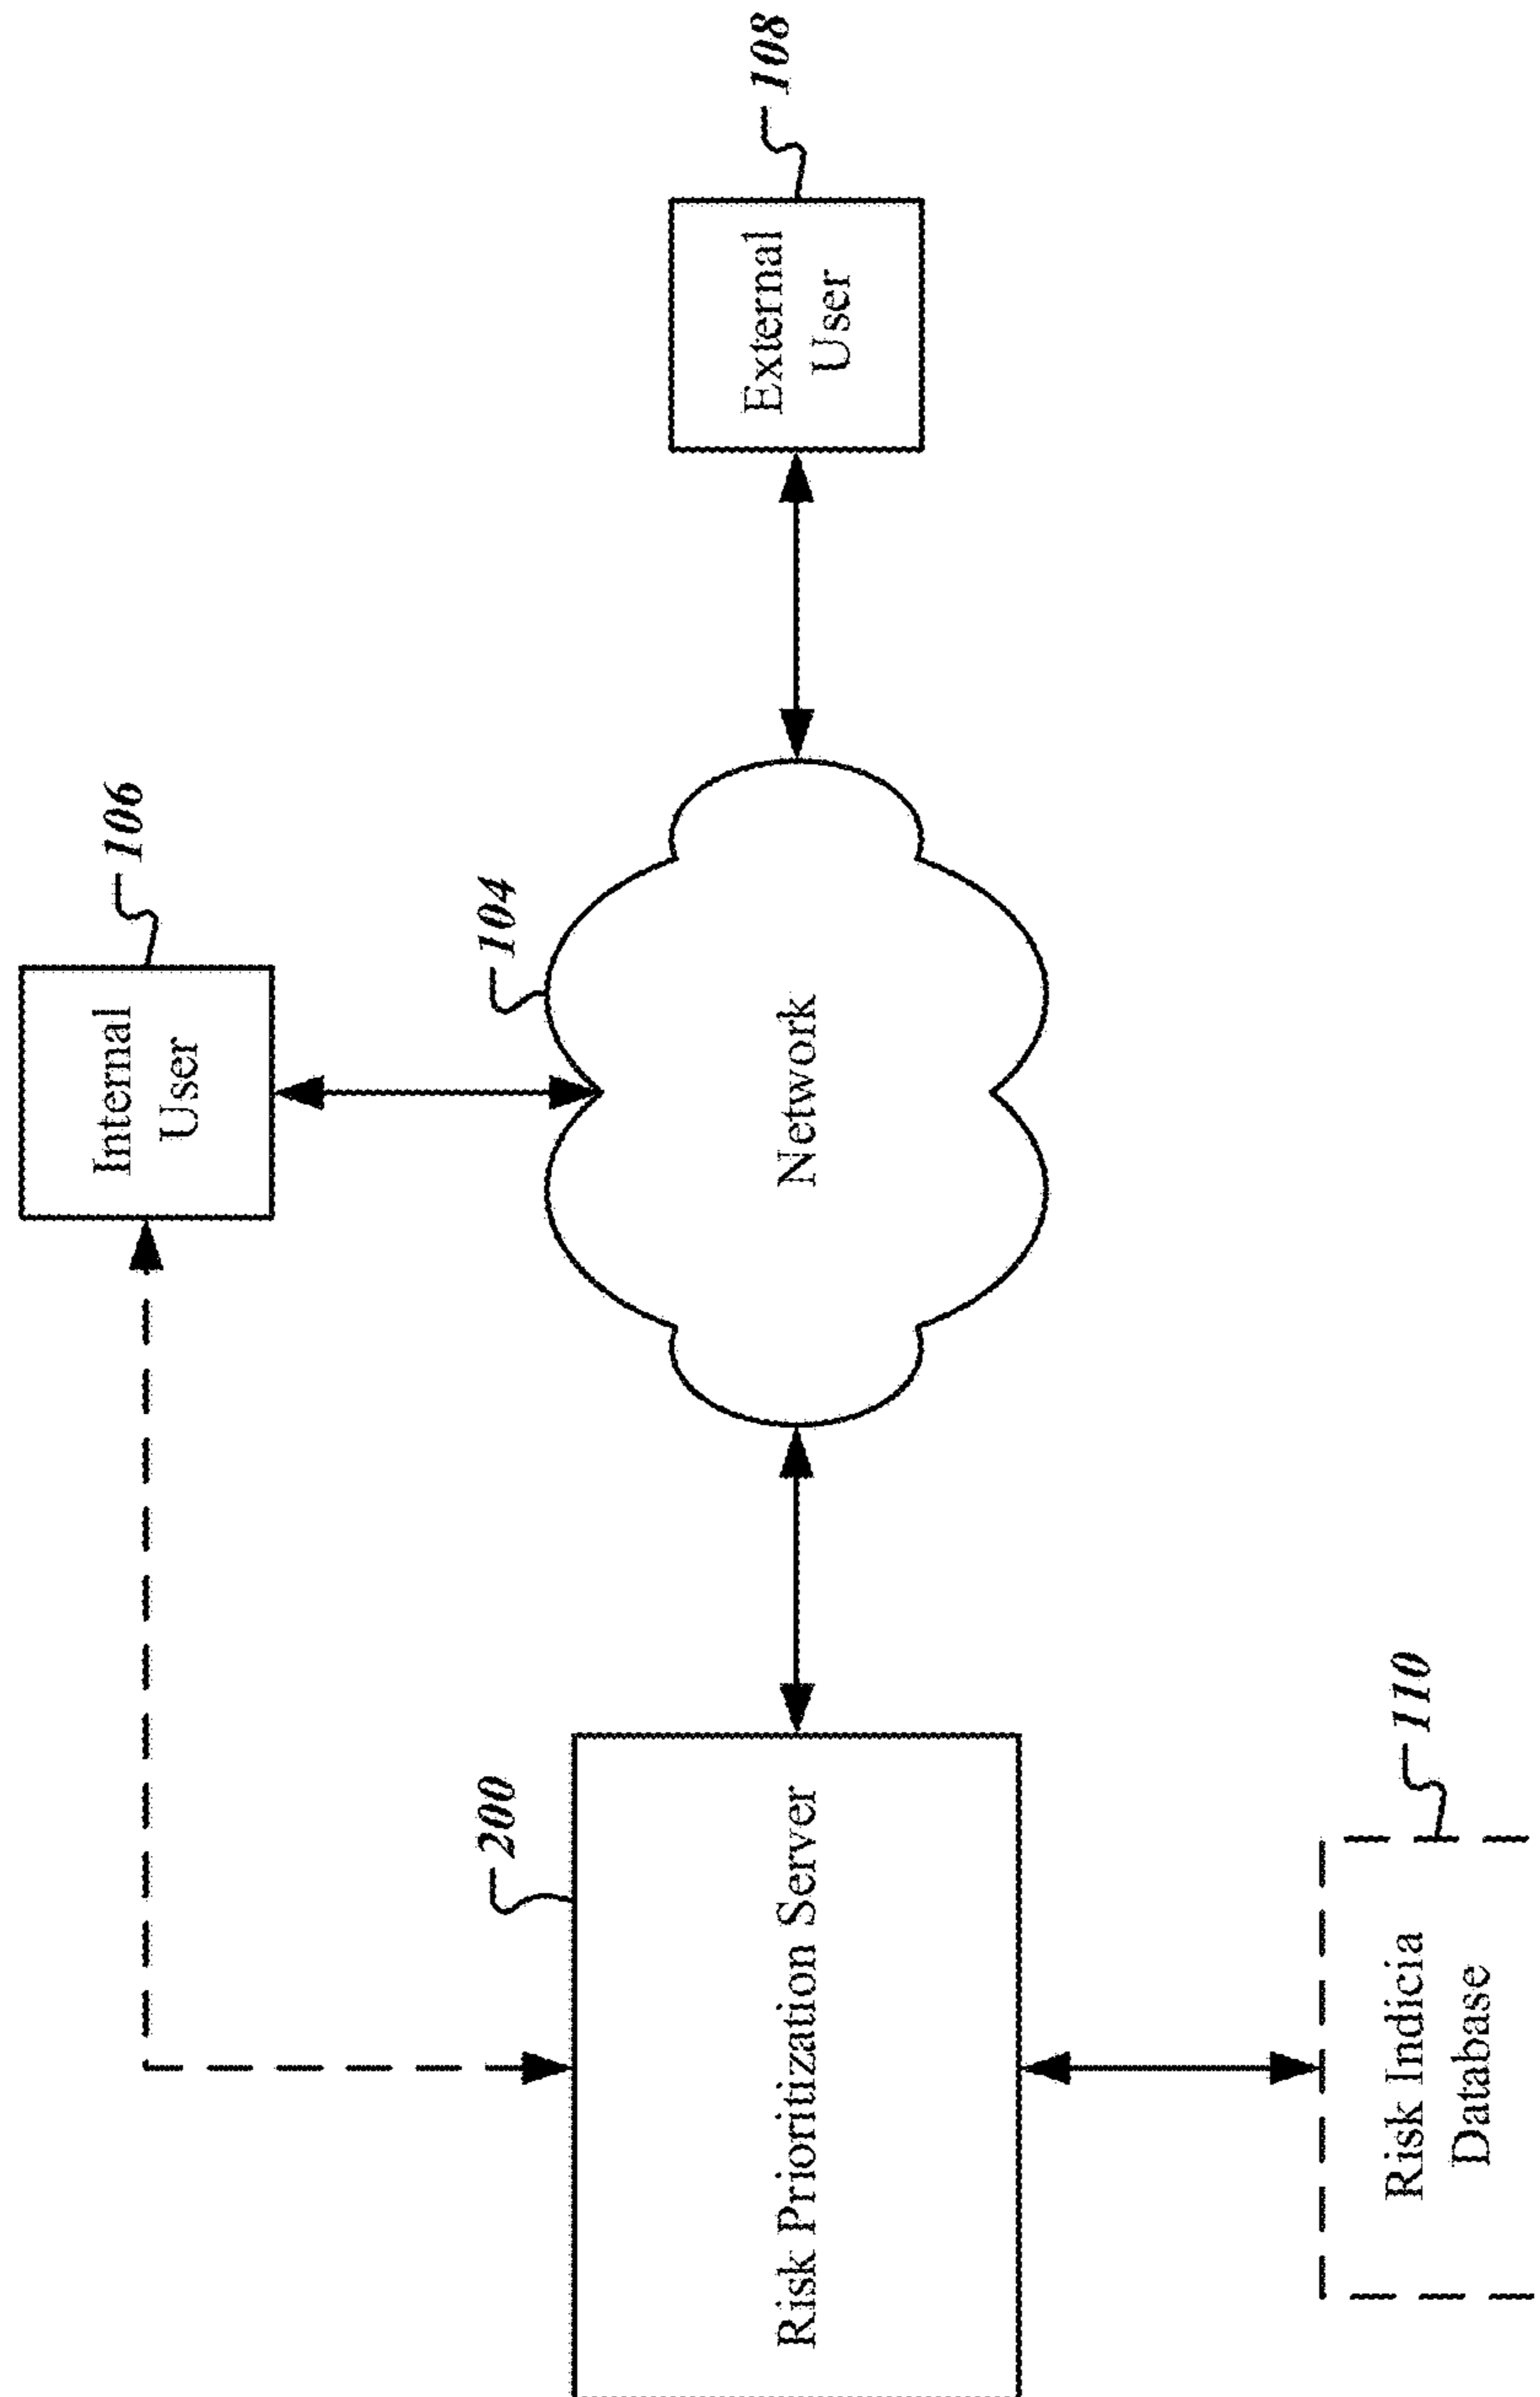 106
Internal
User
104
Network
108
External
User
200
Risk Prioritization Server
110
Risk Indicia
Database